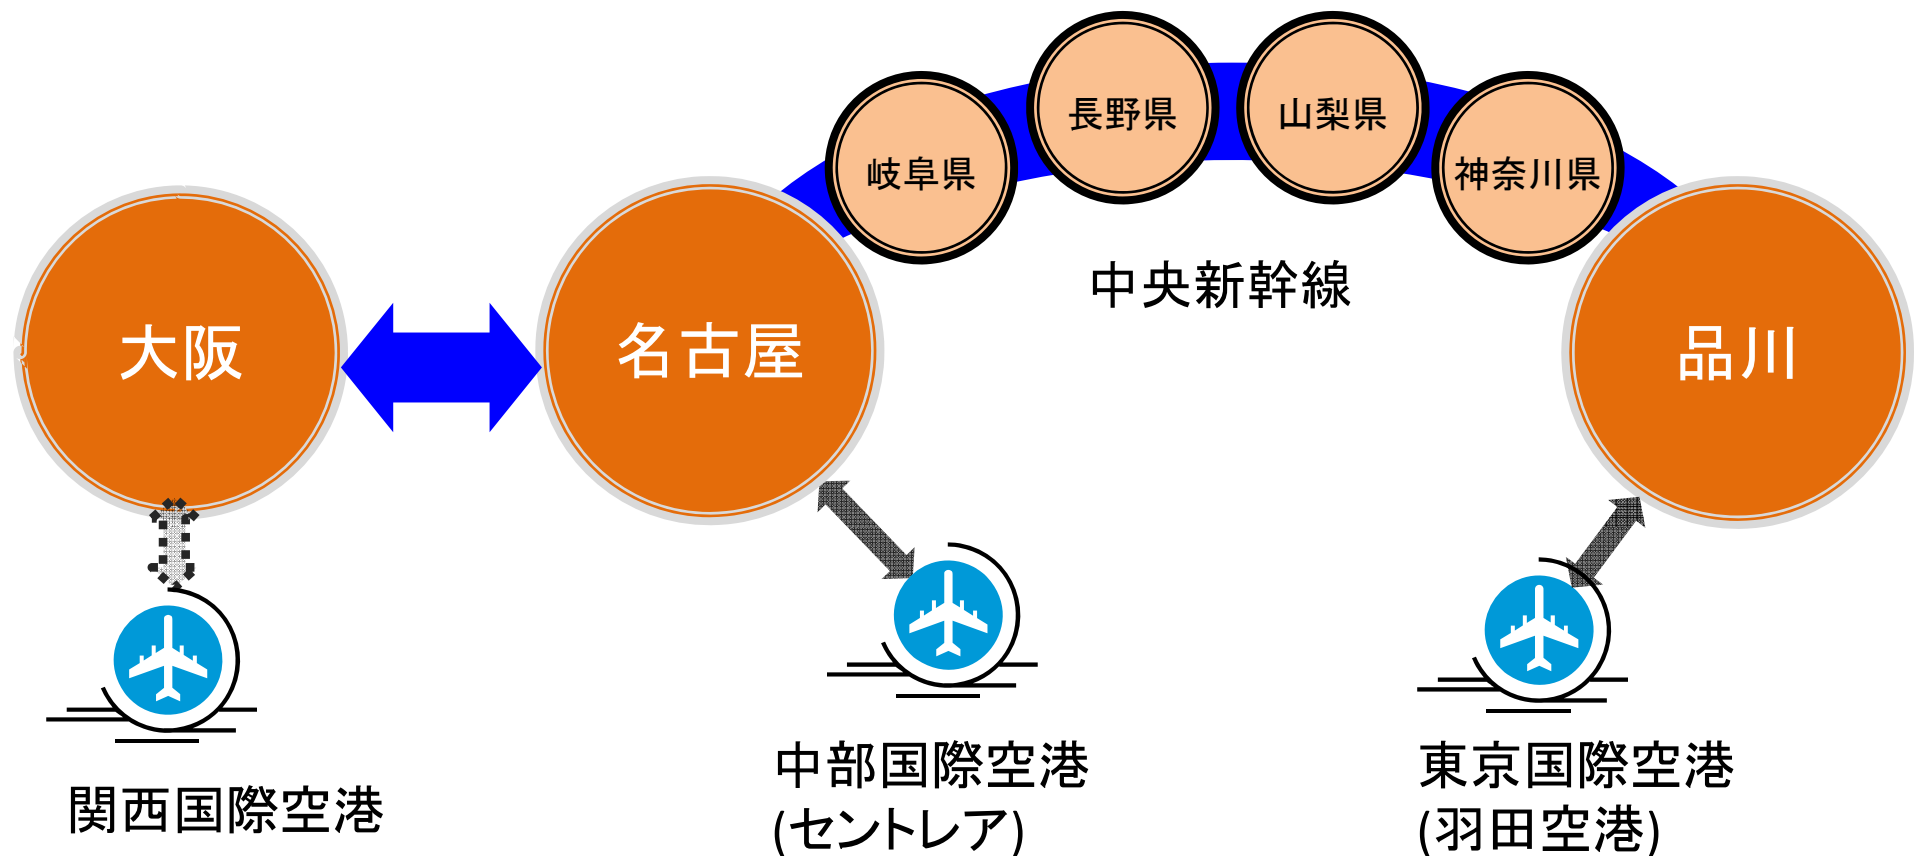 長野県
山梨県
岐阜県
神奈川県
中央新幹線
大阪
名古屋
品川
関西国際空港
中部国際空港
(セントレア)
東京国際空港
(羽田空港)